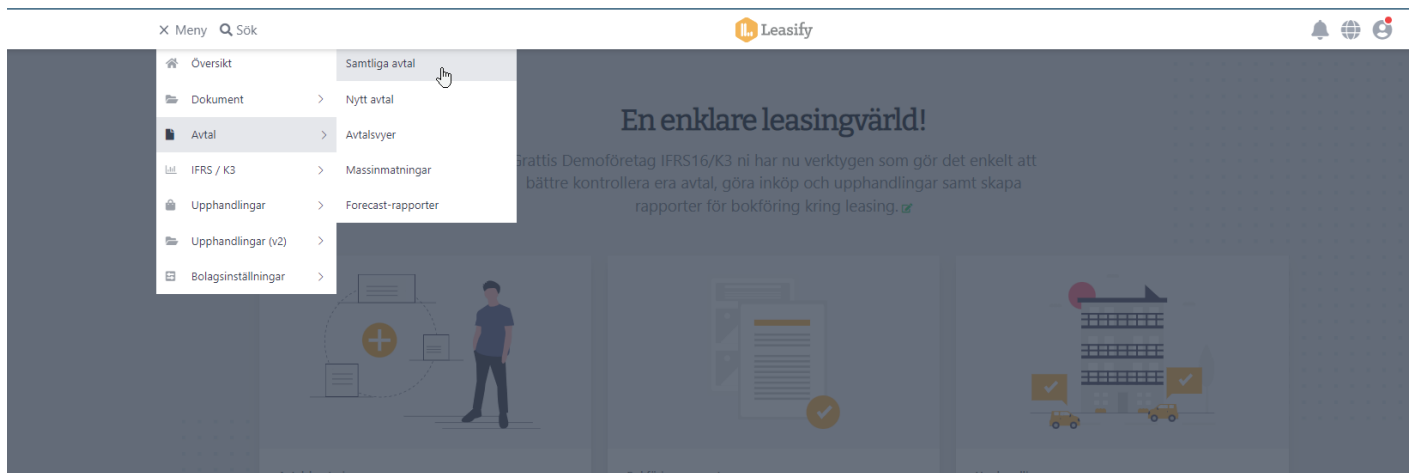 Meny Sök
Leasify
Översikt
Dokument
Avtal
IFRS / K3
Upphandlingar
Upphandlingar (v2)
Bolagsinställningar
Samtliga avtal
Nytt avtal
Avtalsvyer
Massinmatningar
Forecast-rapporter
En enklare leasingvärld!
Grattis Demoföretag IFRS16/K3 ni har nu verktygen som gör det enkelt att
bättre kontrollera era avtal, göra inköp och upphandlingar samt skapa
rapporter för bokföring kring leasing.